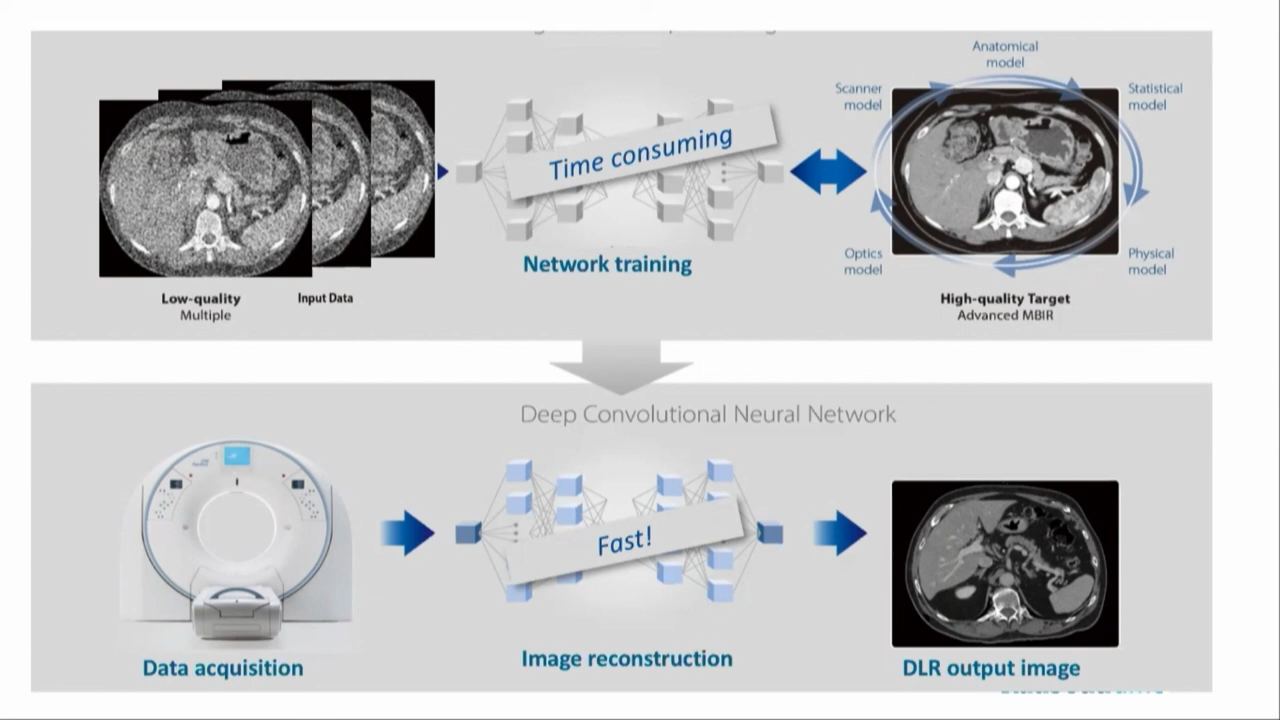 Anatomical
model
Scanner
model
Statistical
model
Time consuming
Network training
Optics
model
Physical
model
Low-quality
Multiple
Input Data
High-quality Target
Advanced MBIR
Deep Convolutional Neural Network
Fast!
Data acquisition
Image reconstruction
DLR output image